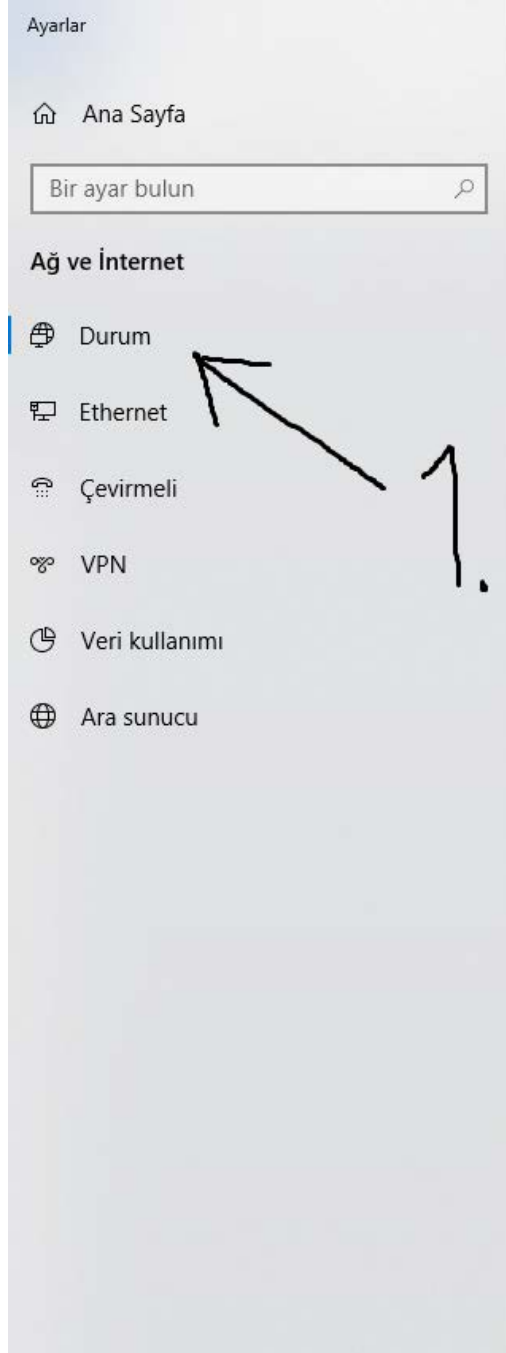 Ayarlar
Ana Sayfa
Bir ayar bulun
Ağ ve İnternet
Durum
Ethernet
Çevirmeli
1.
VPN
Veri kullanımı
Ara sunucu